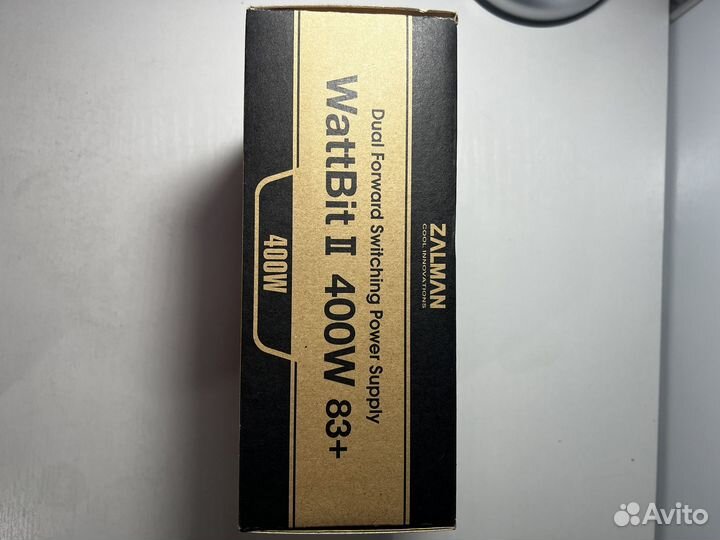 ZALMAN
COOL INNOVATIONS
Dual Forward Switching Power Supply
WattBit II 400W 83+
400W
Avito